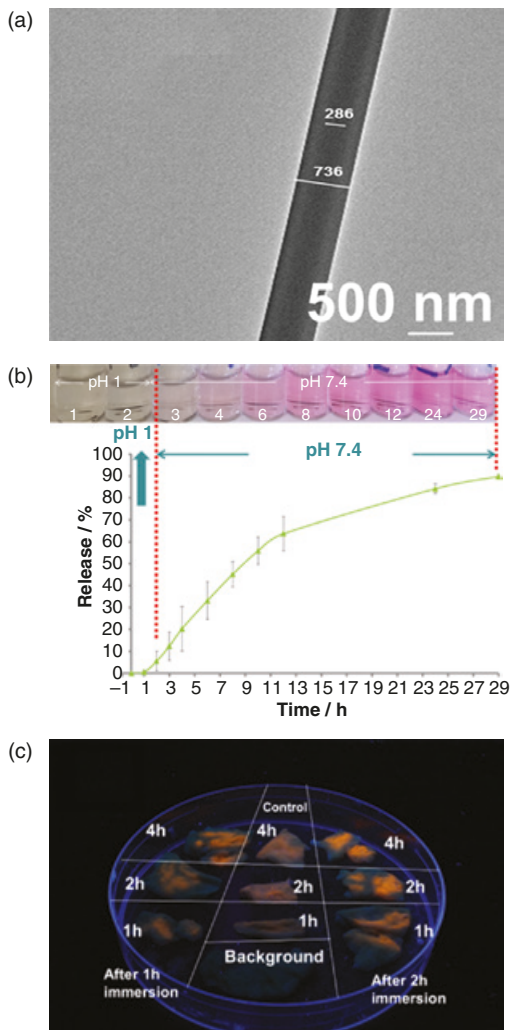 (a)
286
736
500 nm
(b)
pH 1
pH 7.4
1 2 3 4 6 8 10 12 24 29
pH 1
pH 7.4
100
90
80
70
60
50
40
30
20
10
0
Release / %
–1 1 3 5 7 9 11 13 15 17 19 21 23 25 27 29
Time / h
(c)
Control
4h 4h 4h
2h 2h 2h
1h 1h 1h
Background
After 1h
immersion
After 2h
immersion